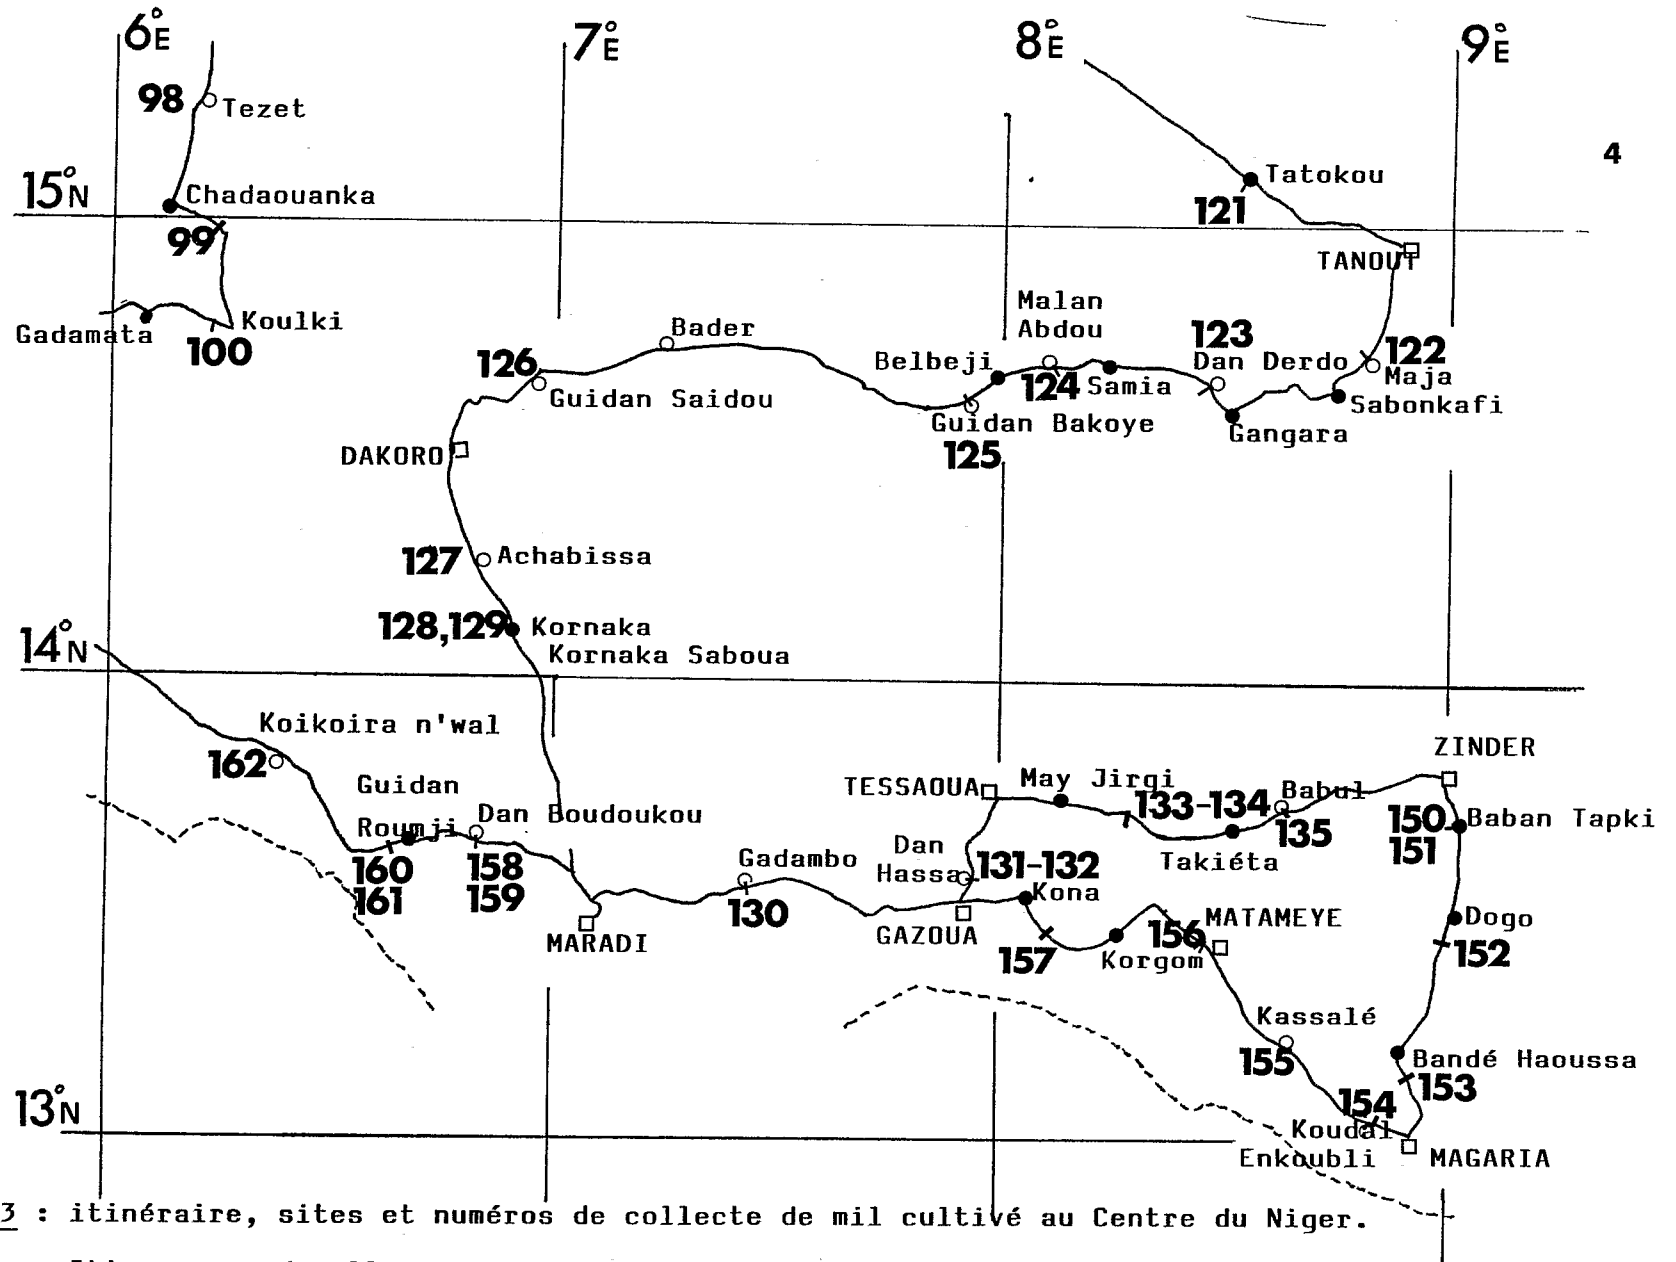 6°E
7°E
8°E
9°E
98
Tezet
4
15°N
Chadaouanka
Tatokou
121
99
TANOUT
Gadamata
Koulki
100
Malan
Abdou
Bader
123
122
126
Belbeji
Dan Derdo
Maja
124
Samia
Guidan Saidou
Sabonkafi
Guidan Bakoye
Gangara
125
DAKORO
127
Achabissa
128,129
Kornaka
Kornaka Saboua
14°N
Koikoira n'wal
162
ZINDER
Guidan
Roumji
TESSAOUA
May Jirgi
133-134
Babul
135
Dan Boudoukou
150
151
Baban Tapki
160
161
158
159
Gadambo
130
Dan
Hassa
131-132
Takiéta
Kona
MARADI
GAZOUA
157
Korgom
156
MATAMEYE
Dogo
152
Kassalé
155
Bandé Haoussa
153
13°N
154
Koudal
Enkoubli
MAGARIA
3 : itinéraire, sites et numéros de collecte de mil cultivé au Centre du Niger.